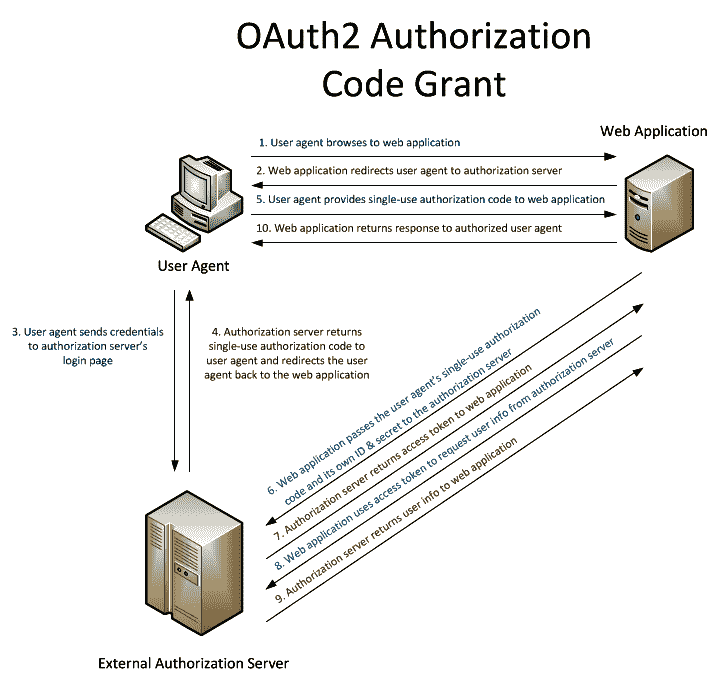 OAuth2 Authorization
Code Grant
Web Application
1. User agent browses to web application
2. Web application redirects user agent to authorization server
5. User agent provides single-use authorization code to web application
10. Web application returns response to authorized user agent
User Agent
3. User agent sends credentials
to authorization server's
login page
4. Authorization server returns
single-use authorization code to
user agent and redirects the user
agent back to the web application
6. Web application passes the user agent's single-use authorization
code and its own ID & secret to the authorization server
7. Authorization server returns access token to web application
8. Web application uses access token to request user info from authorization server
9. Authorization server returns user info to web application
External Authorization Server